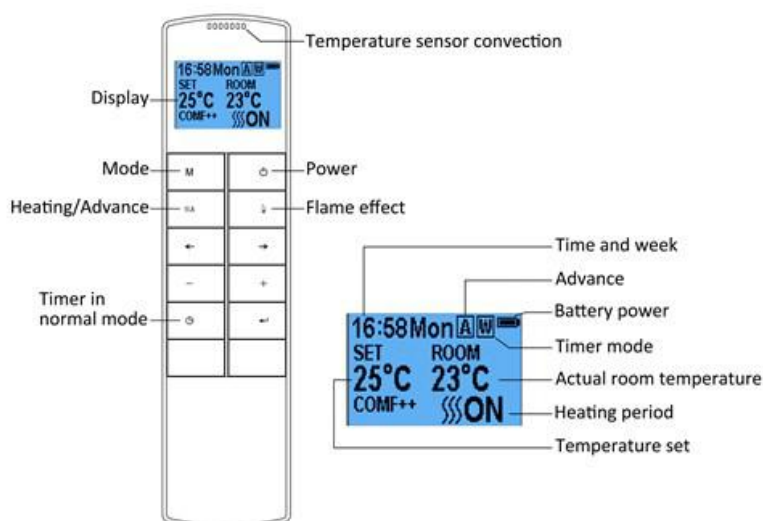 Temperature sensor convection
16:58Mon A W
SET ROOM
25°C 23°C
COMF++ ON
Display
Mode
M
Power
Heating/Advance
Flame effect
← →
− +
Timer in
normal mode
Time and week
Advance
Battery power
Timer mode
Actual room temperature
Heating period
Temperature set
16:58Mon A W
SET ROOM
25°C 23°C
COMF++ ON